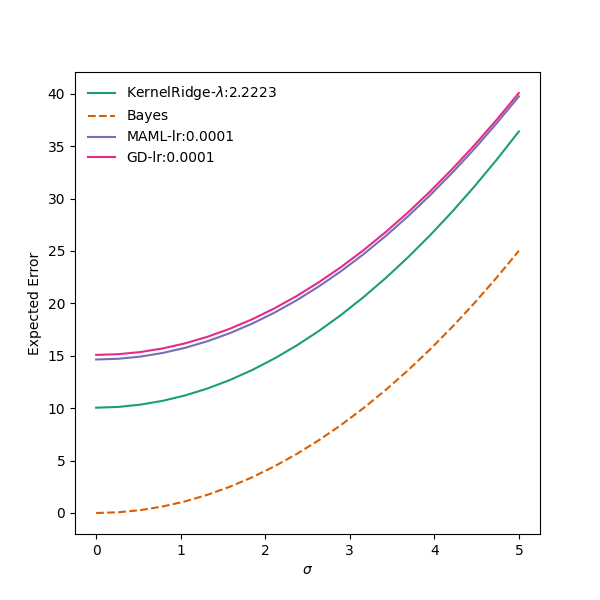 KernelRidge-λ:2.2223
Bayes
MAML-lr:0.0001
GD-lr:0.0001
Expected Error
40
35
30
25
20
15
10
5
0
0 1 2 3 4 5
σ